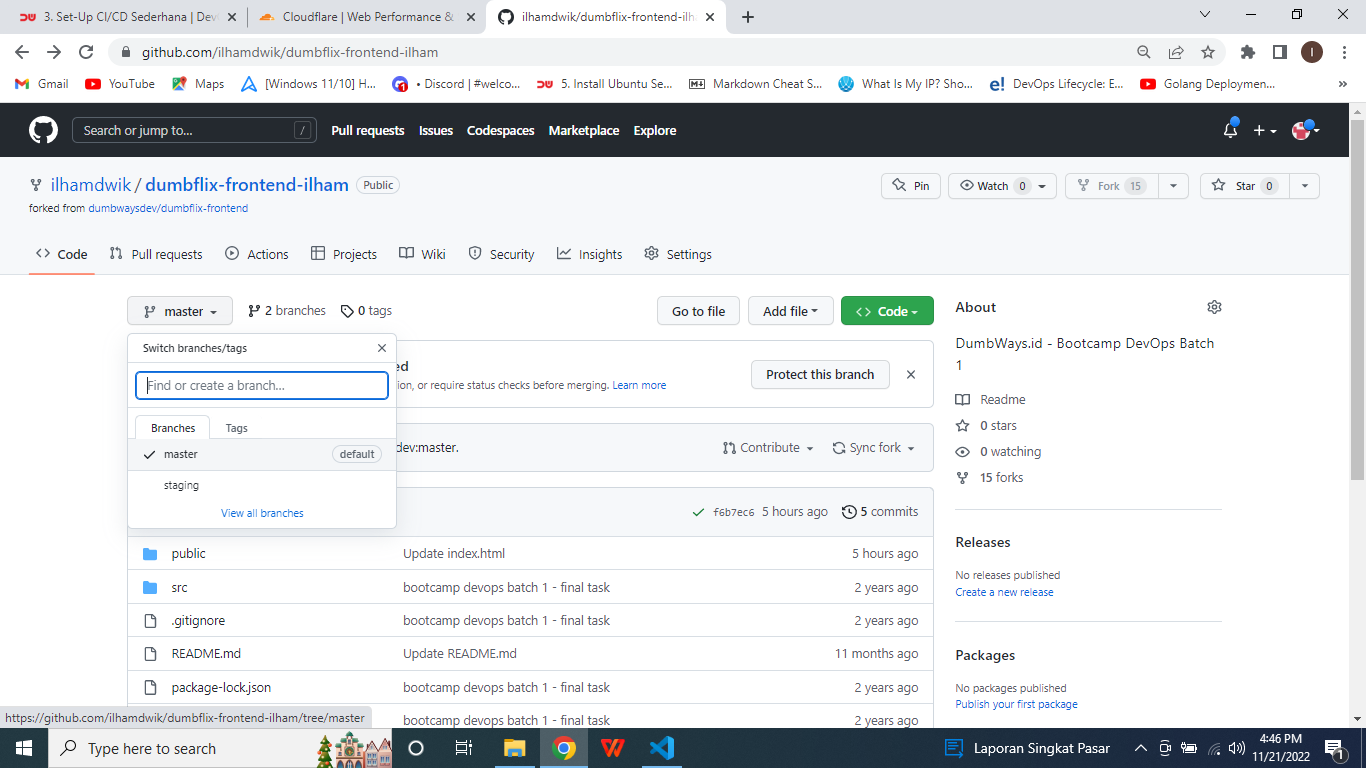 3. Set-Up CI/CD Sederhana | Dev
Cloudflare | Web Performance &
ilhamdwik/dumbflix-frontend-ilh
github.com/ilhamdwik/dumbflix-frontend-ilham
I
Gmail YouTube Maps [Windows 11/10] H... • Discord | #welco... 5. Install Ubuntu Se... Markdown Cheat S... What Is My IP? Sho... DevOps Lifecycle: E... Golang Deploymen... »
Search or jump to... / Pull requests Issues Codespaces Marketplace Explore
ilhamdwik / dumbflix-frontend-ilham Public Pin Watch 0 Fork 15 Star 0
forked from dumbwaysdev/dumbflix-frontend
Code Pull requests Actions Projects Wiki Security Insights Settings
master 2 branches 0 tags Go to file Add file Code
Switch branches/tags
Find or create a branch...
Branches Tags
master default
staging
View all branches
ed
ion, or require status checks before merging. Learn more
Protect this branch
dev:master. Contribute Sync fork
f6b7ec6 5 hours ago 5 commits
public Update index.html 5 hours ago
src bootcamp devops batch 1 - final task 2 years ago
.gitignore bootcamp devops batch 1 - final task 2 years ago
README.md Update README.md 11 months ago
package-lock.json bootcamp devops batch 1 - final task 2 years ago
bootcamp devops batch 1 - final task 2 years ago
About
DumbWays.id - Bootcamp DevOps Batch
1
Readme
0 stars
0 watching
15 forks
Releases
No releases published
Create a new release
Packages
No packages published
Publish your first package
https://github.com/ilhamdwik/dumbflix-frontend-ilham/tree/master
Type here to search
Laporan Singkat Pasar
4:46 PM
11/21/2022
1